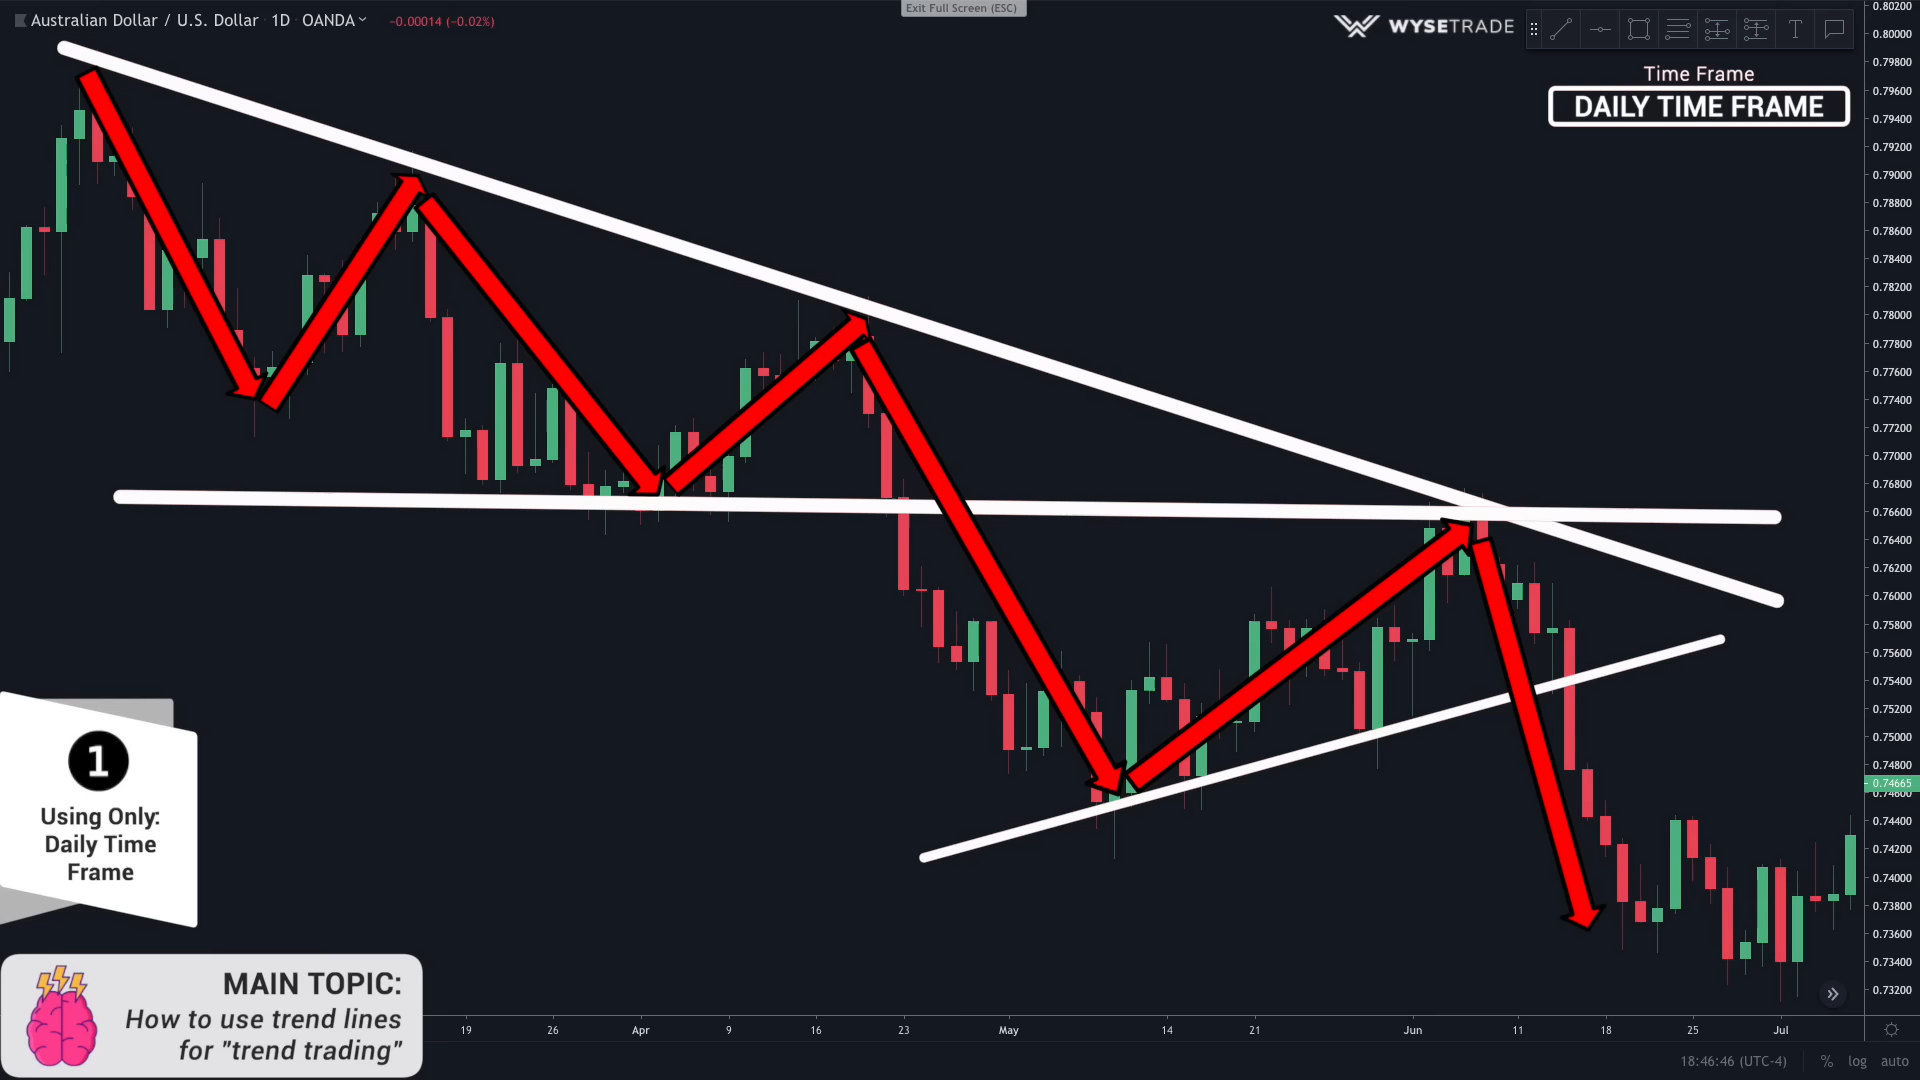 Exit Full Screen (ESC)
Australian Dollar / U.S. Dollar 1D OANDA -0.00014 (-0.02%)
WYSETRADE
T
Time Frame
DAILY TIME FRAME
0.80200
0.80000
0.79800
0.79600
0.79400
0.79200
0.79000
0.78800
0.78600
0.78400
0.78200
0.78000
0.77800
0.77600
0.77400
0.77200
0.77000
0.76800
0.76600
0.76400
0.76200
0.76000
0.75800
0.75600
0.75400
0.75200
0.75000
0.74800
0.74665
0.74600
0.74400
0.74200
0.74000
0.73800
0.73600
0.73400
0.73200
1
Using Only:
Daily Time
Frame
MAIN TOPIC:
How to use trend lines
for "trend trading"
19 26 Apr 9 16 23 May 14 21 Jun 11 18 25 Jul
18:46:46 (UTC-4) % log auto